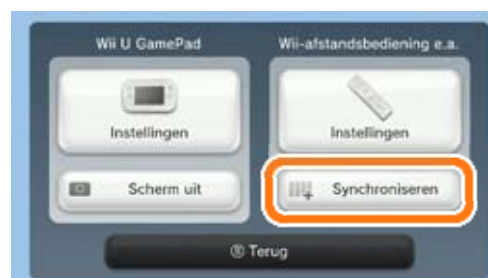 Wii U GamePad
Wii-afstandsbediening e.a.
Instellingen
Instellingen
Scherm uit
Synchroniseren
Ⓑ Terug